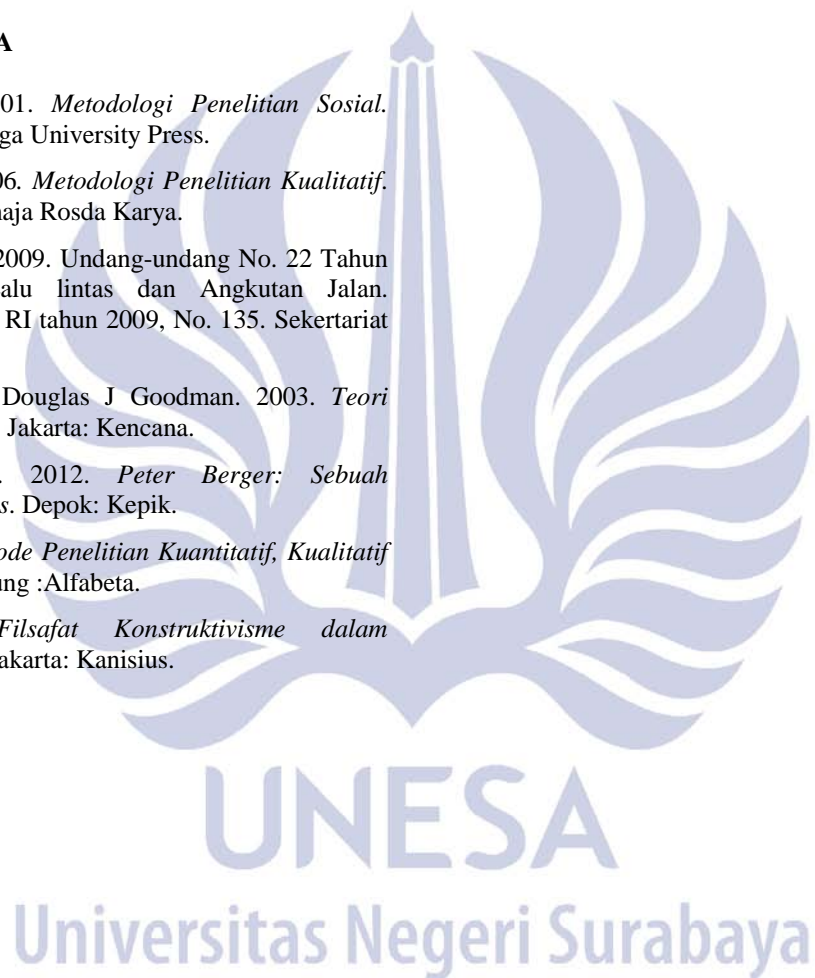 A
01. Metodologi Penelitian Sosial.
ga University Press.
06. Metodologi Penelitian Kualitatif.
naja Rosda Karya.
2009. Undang-undang No. 22 Tahun
alu lintas dan Angkutan Jalan.
RI tahun 2009, No. 135. Sekertariat
Douglas J Goodman. 2003. Teori
Jakarta: Kencana.
. 2012. Peter Berger: Sebuah
s. Depok: Kepik.
ode Penelitian Kuantitatif, Kualitatif
ung :Alfabeta.
Filsafat Konstruktivisme dalam
akarta: Kanisius.
UNESA
Universitas Negeri Surabaya